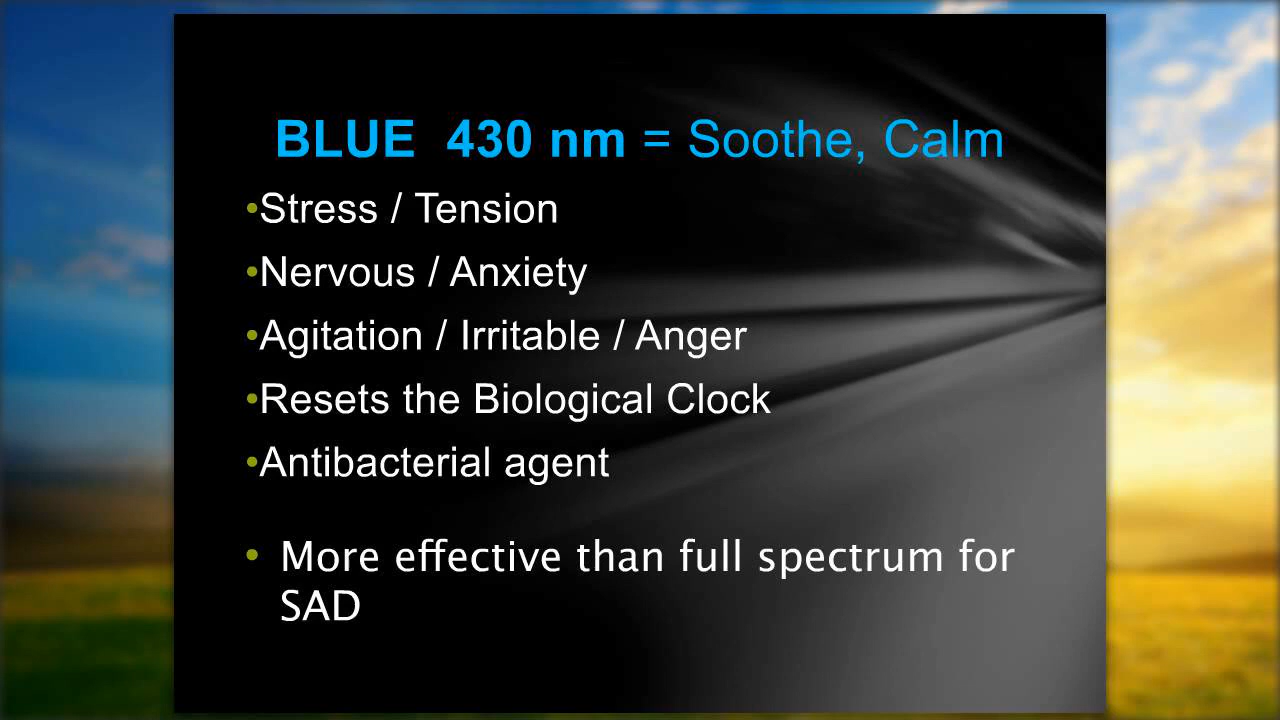 BLUE  430 nm = Soothe, Calm
•Stress / Tension
•Nervous / Anxiety
•Agitation / Irritable / Anger
•Resets the Biological Clock
•Antibacterial agent
• More effective than full spectrum for
SAD